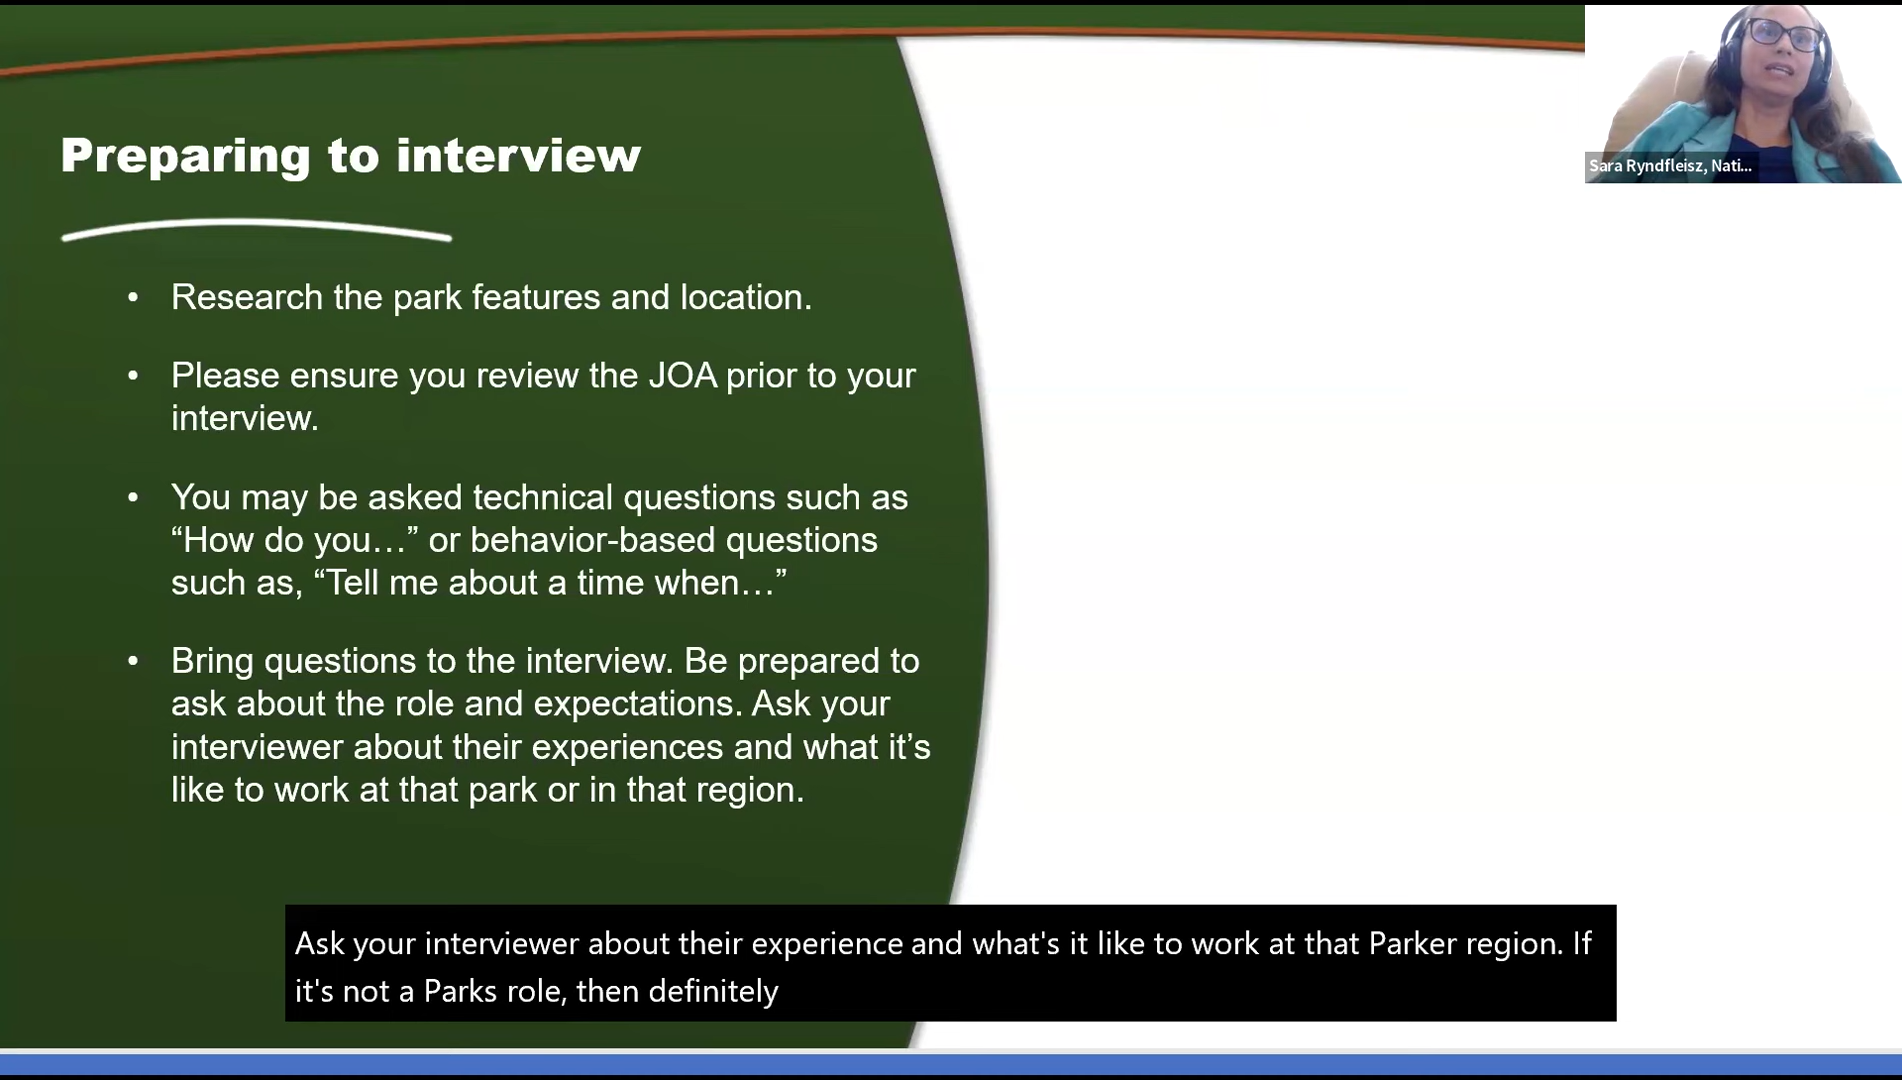 Preparing to interview
Sara Ryndfleisz, Nati...
• Research the park features and location.
• Please ensure you review the JOA prior to your
interview.
• You may be asked technical questions such as
“How do you…” or behavior-based questions
such as, “Tell me about a time when…”
• Bring questions to the interview. Be prepared to
ask about the role and expectations. Ask your
interviewer about their experiences and what it’s
like to work at that park or in that region.
Ask your interviewer about their experience and what's it like to work at that Parker region. If
it's not a Parks role, then definitely